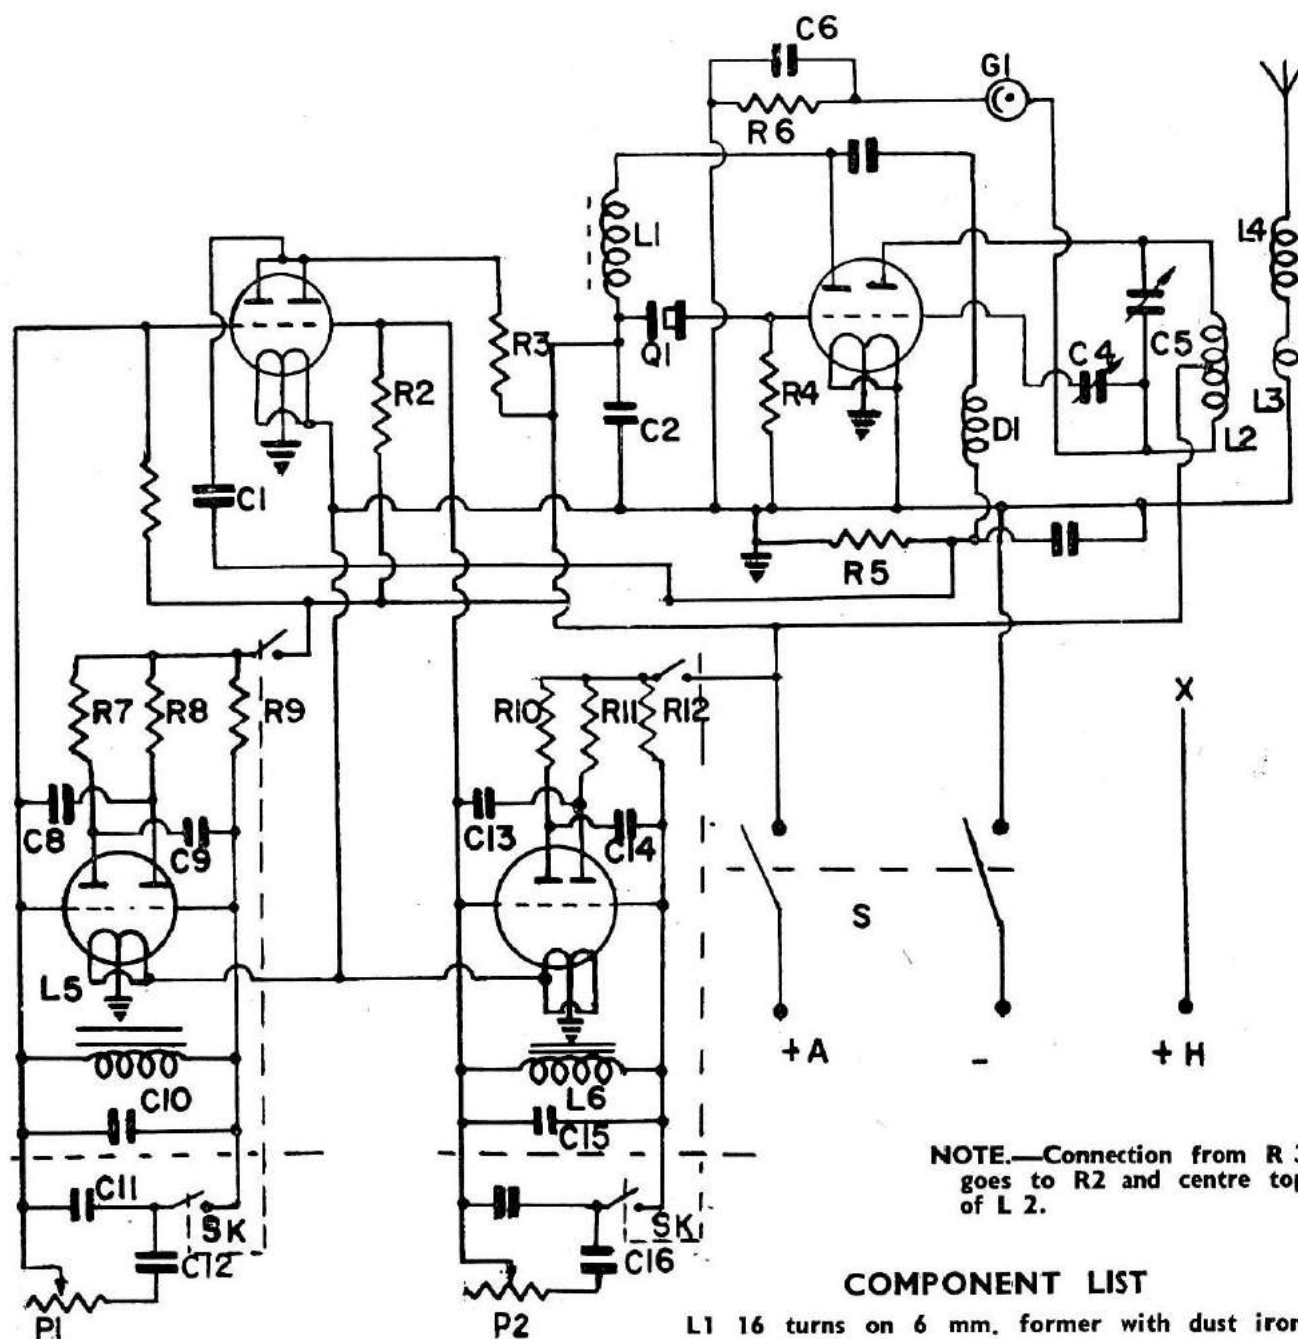 C6
G1
R6
L1
L4
R3
Q1
R4
C4
C5
R2
C2
D1
L3
L2
C1
R5
R7
R8
R9
R10
R11
R12
X
C8
C9
C13
C14
S
L5
+A
-
+H
C10
L6
C15
NOTE.—Connection from R 3
goes to R2 and centre top
of L 2.
C11
SK
SK
C12
C16
COMPONENT LIST
P1
P2
L1 16 turns on 6 mm. former with dust iron